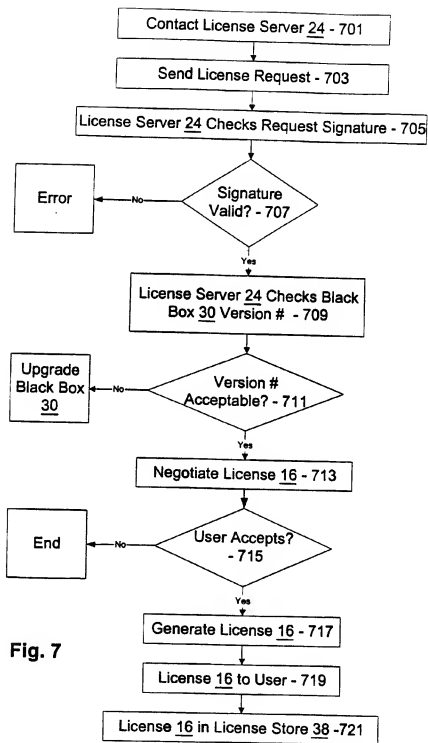 Contact License Server 24 - 701
Send License Request - 703
License Server 24 Checks Request Signature - 705
Signature
Valid? - 707
No
Error
Yes
License Server 24 Checks Black
Box 30 Version # - 709
Version #
Acceptable? - 711
No
Upgrade
Black Box
30
Yes
Negotiate License 16 - 713
User Accepts?
- 715
No
End
Yes
Generate License 16 - 717
License 16 to User - 719
License 16 in License Store 38 -721
Fig. 7